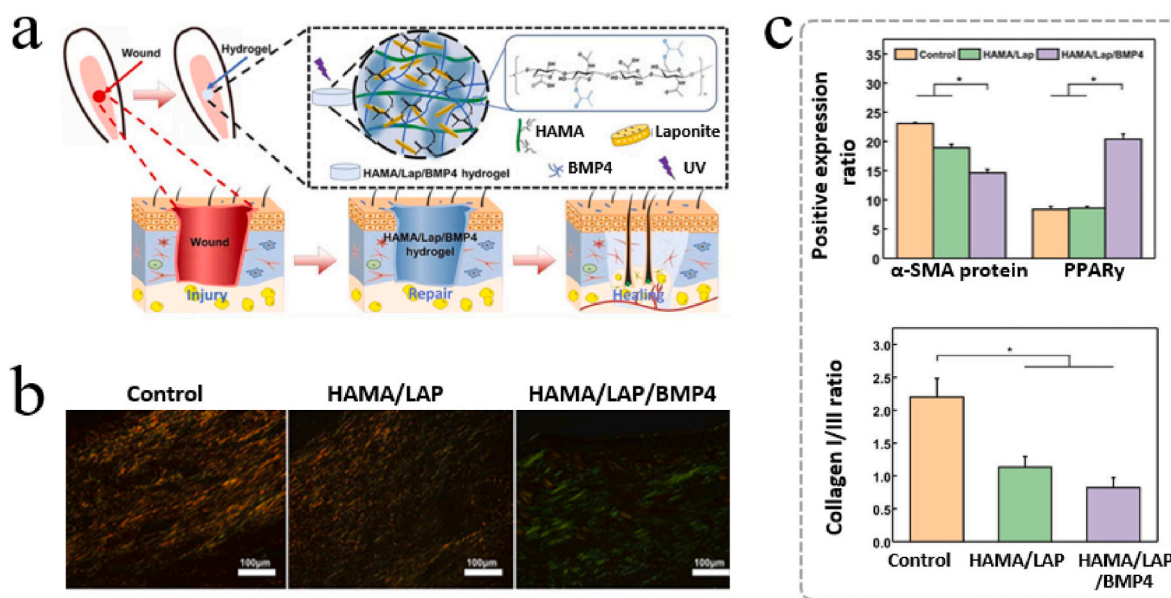 a
Wound
Hydrogel
UV
HAMA
Laponite
HAMA/Lap/BMP4 hydrogel
BMP4
UV
Wound
Injury
HAMA/Lap/BMP4
hydrogel
Repair
Healing
b
Control
HAMA/LAP
HAMA/LAP/BMP4
100μm
100μm
100μm
c
Control
HAMA/Lap
HAMA/Lap/BMP4
Positive expression
ratio
35
30
25
20
15
10
5
0
*
*
α-SMA protein
PPARγ
Collagen I/III ratio
3.0
2.5
2.0
1.5
1.0
0.5
0.0
*
Control
HAMA/LAP
HAMA/LAP
/BMP4